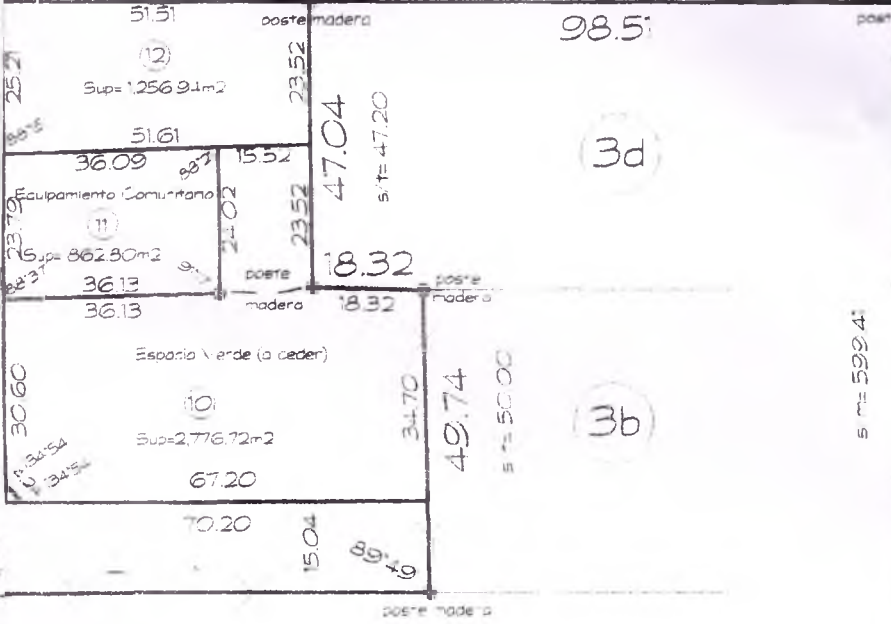 51.51
poste madera
98.51
25.21
(12)
23.52
Sup= 1,256.94m2
47.04
s/t= 47.20
3d
51.61
36.09
15.52
Equipamiento Comunitario
23.79
(11)
24.02
23.52
Sup= 862.80m2
18.32
88°37'
36.13
poste
madera
poste
madera
36.13
18.32
Espacio Verde (a ceder)
30.60
(10)
34.70
49.74
s/t= 50.00
3b
Sup=2,776.72m2
67.20
70.20
15.04
89°49
poste madera